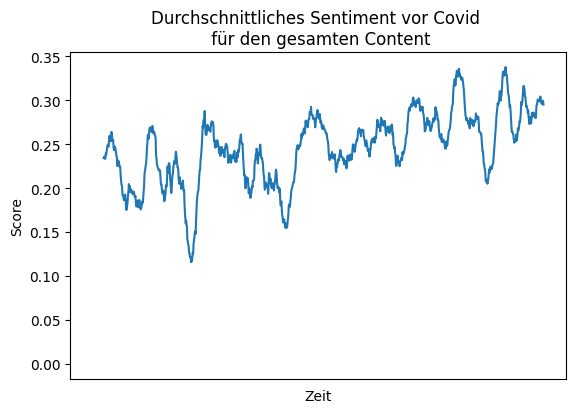 Durchschnittliches Sentiment vor Covid
für den gesamten Content
0.35
0.30
0.25
0.20
0.15
0.10
0.05
0.00
Score
Zeit